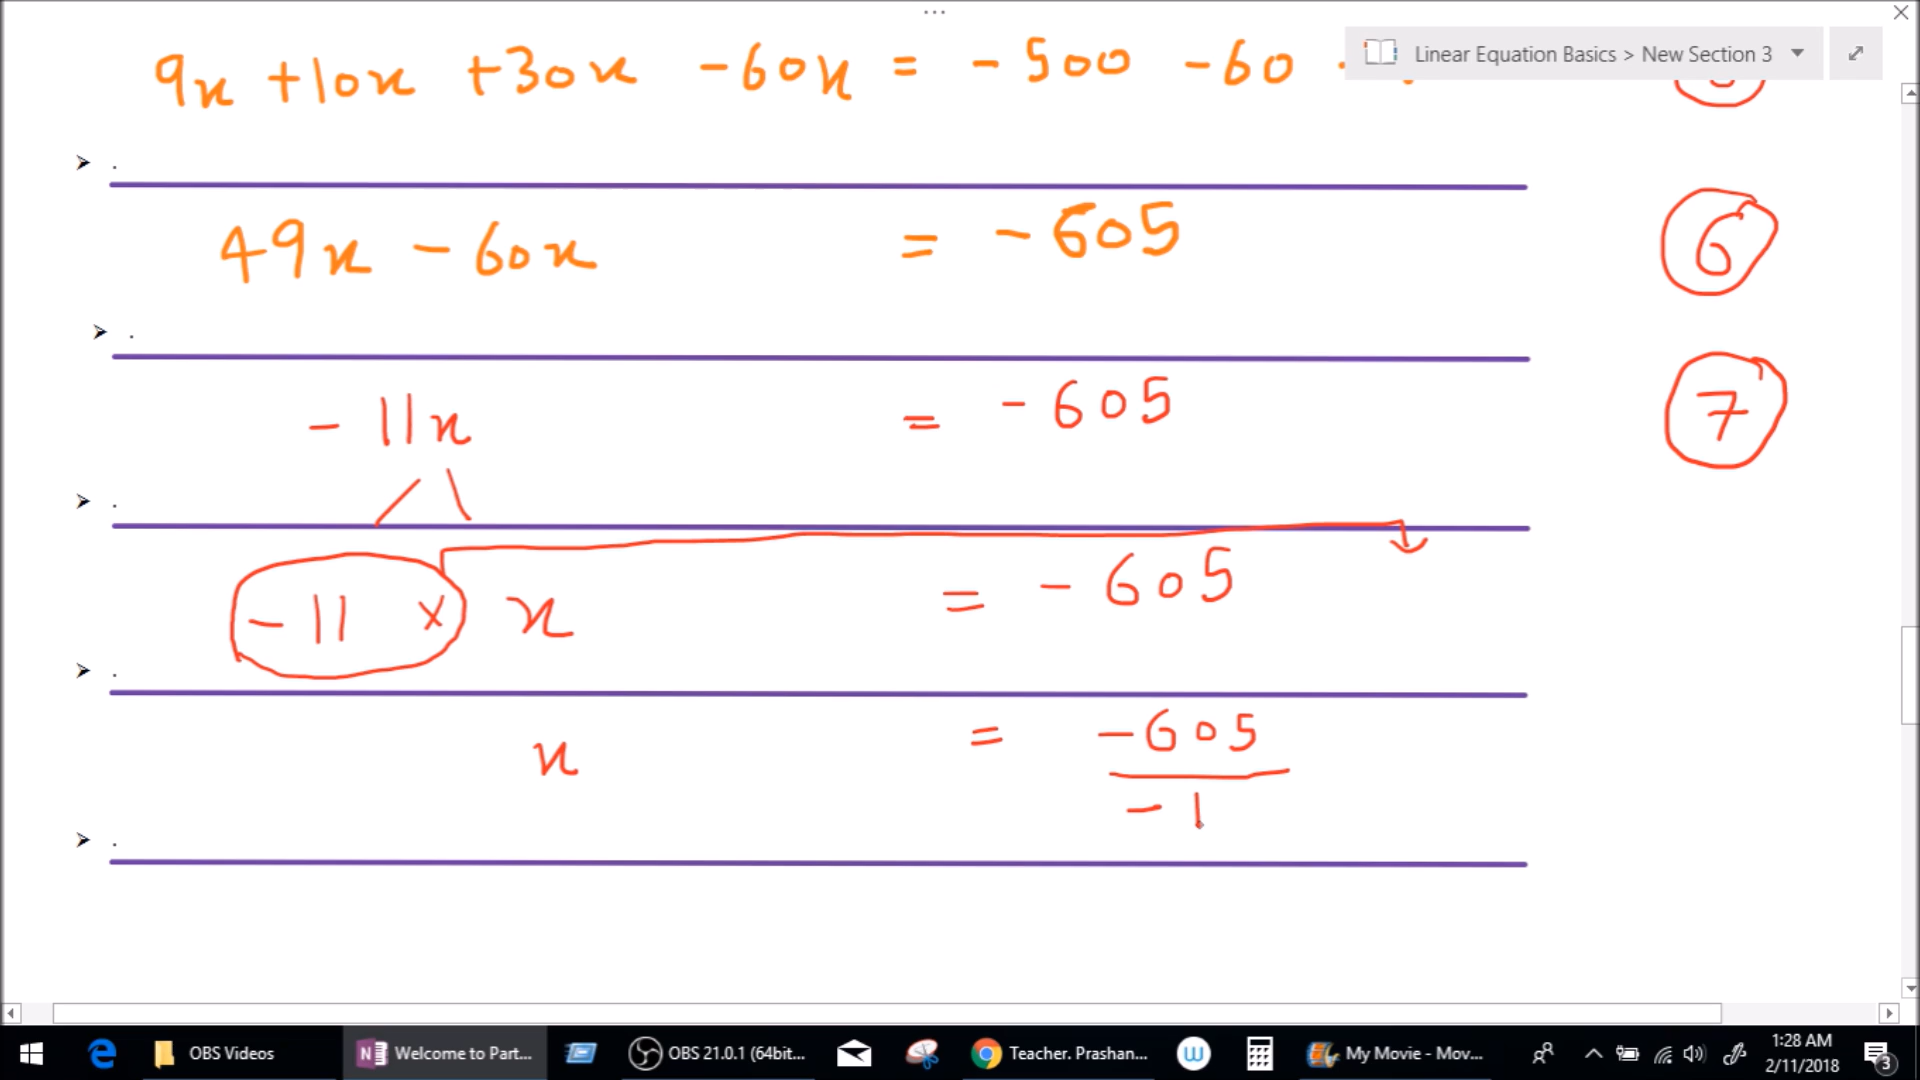 9x +10x +30x -60x = -500 -60
Linear Equation Basics > New Section 3
49x - 60x = -605
6
-11x = -605
7
-11 × x = -605
x = -605
-1
OBS Videos
Welcome to Part...
OBS 21.0.1 (64bit...
Teacher. Prashan...
My Movie - Mov...
1:28 AM
2/11/2018
3